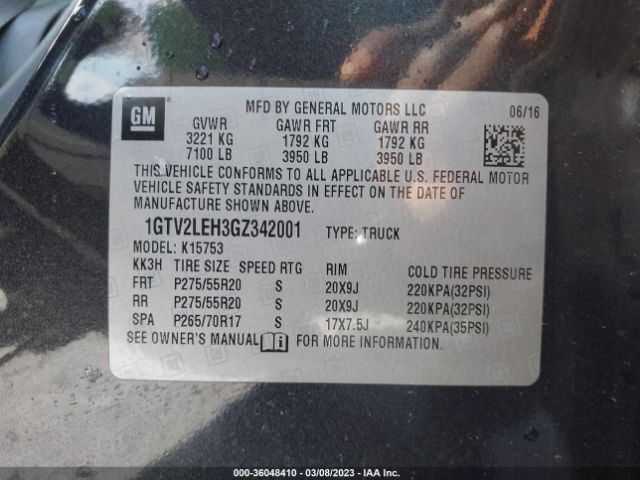 GM
MFD BY GENERAL MOTORS LLC 06/16
GVWR GAWR FRT GAWR RR
3221 KG 1792 KG 1792 KG
7100 LB 3950 LB 3950 LB
THIS VEHICLE CONFORMS TO ALL APPLICABLE U.S. FEDERAL MOTOR
VEHICLE SAFETY STANDARDS IN EFFECT ON THE DATE OF
MANUFACTURE SHOWN ABOVE.
1GTV2LEH3GZ342001 TYPE: TRUCK
MODEL: K15753
KK3H TIRE SIZE SPEED RTG RIM COLD TIRE PRESSURE
FRT P275/55R20 S 20X9J 220KPA(32PSI)
RR P275/55R20 S 20X9J 220KPA(32PSI)
SPA P265/70R17 S 17X7.5J 240KPA(35PSI)
SEE OWNER'S MANUAL FOR MORE INFORMATION.
000-36048410 - 03/08/2023 - IAA Inc.